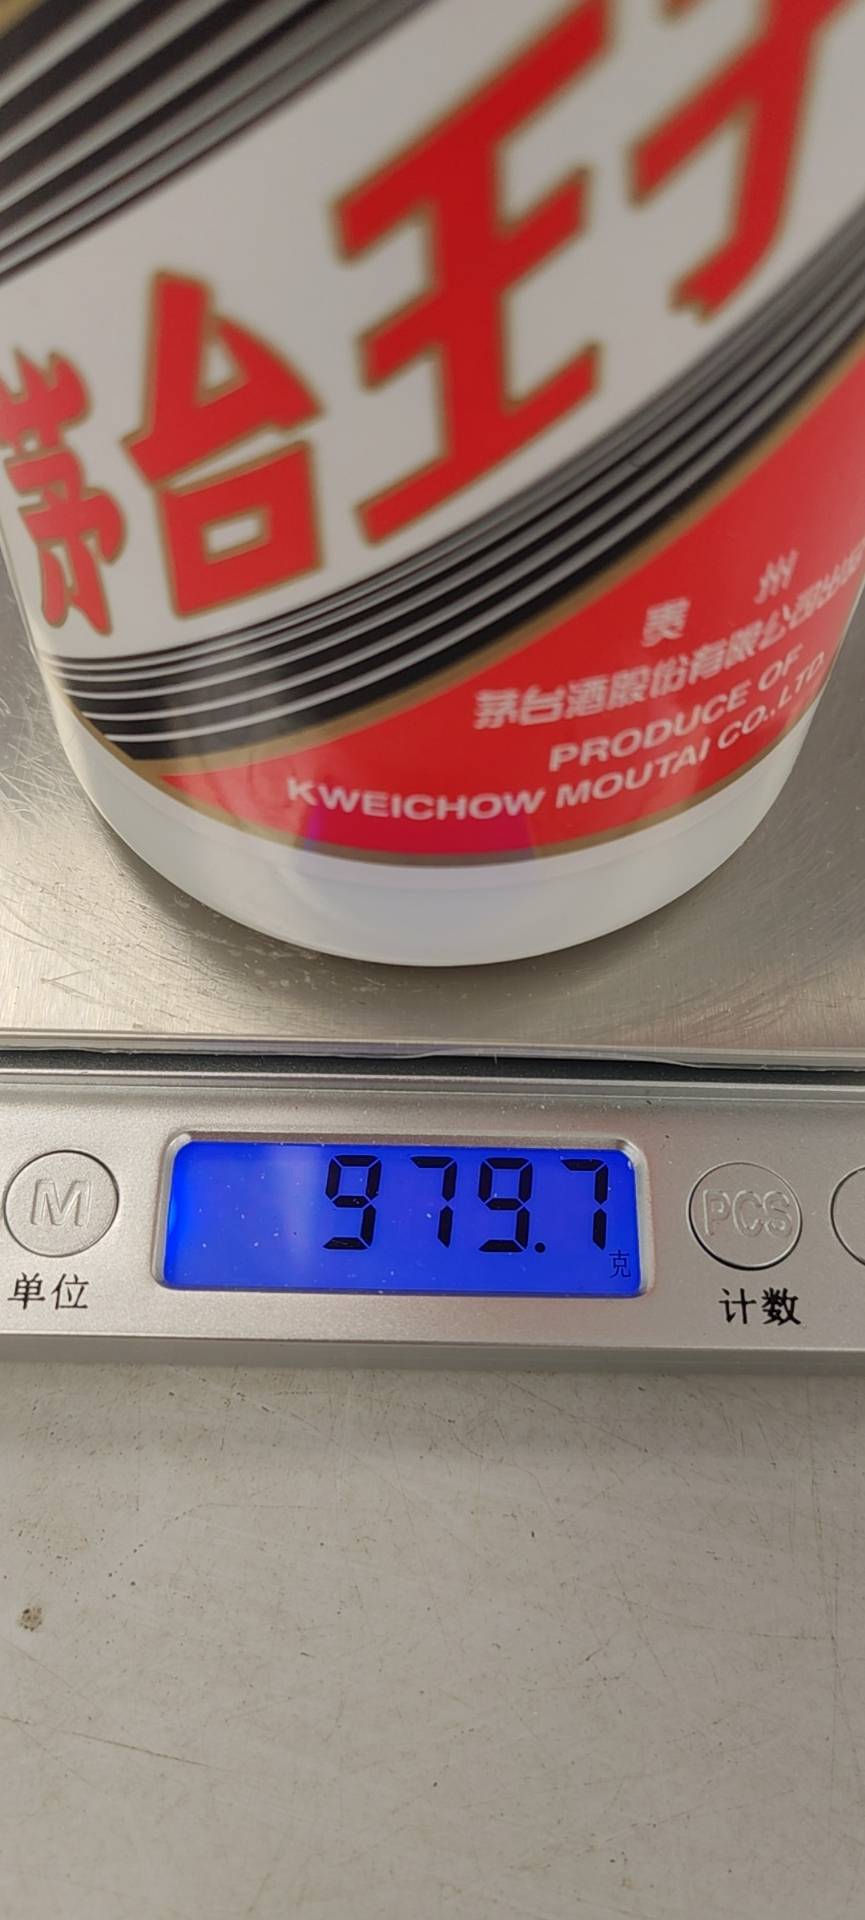 茅台王子
贵州
茅台酒股份有限公司出品
PRODUCE OF
KWEICHOW MOUTAI CO.,LTD
979.7
克
M
单位
PCS
计数